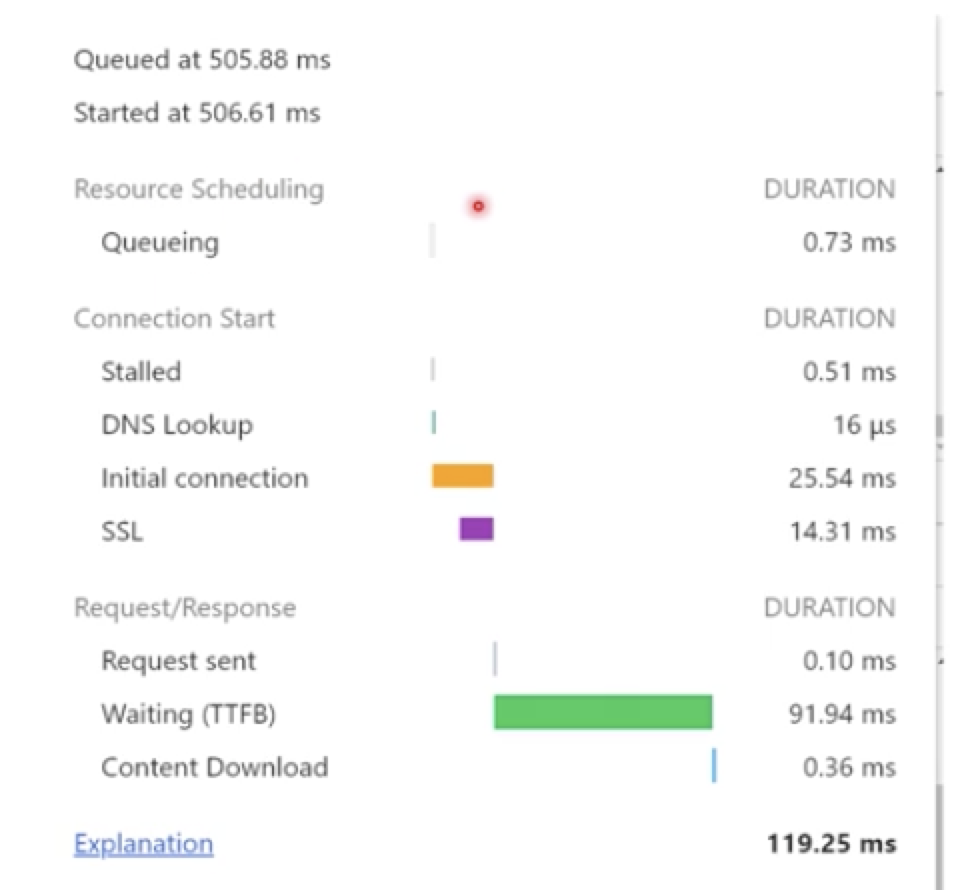 Queued at 505.88 ms
Started at 506.61 ms
Resource Scheduling DURATION
Queueing 0.73 ms
Connection Start DURATION
Stalled 0.51 ms
DNS Lookup 16 μs
Initial connection 25.54 ms
SSL 14.31 ms
Request/Response DURATION
Request sent 0.10 ms
Waiting (TTFB) 91.94 ms
Content Download 0.36 ms
Explanation 119.25 ms